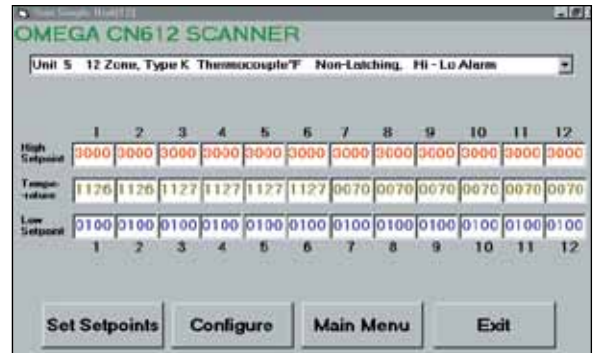 OMEGA CN612 SCANNER
Unit 5 12 Zone, Type K Thermocouple°F Non-Latching, Hi - Lo Alarm
1 2 3 4 5 6 7 8 9 10 11 12
High Setpoint 3000 3000 3000 3000 3000 3000 3000 3000 3000 3000 3000 3000
Tempe-rature 1126 1126 1127 1127 1127 1127 0070 0070 0070 0070 0070 0070
Low Setpoint 0100 0100 0100 0100 0100 0100 0100 0100 0100 0100 0100 0100
1 2 3 4 5 6 7 8 9 10 11 12
Set Setpoints Configure Main Menu Exit